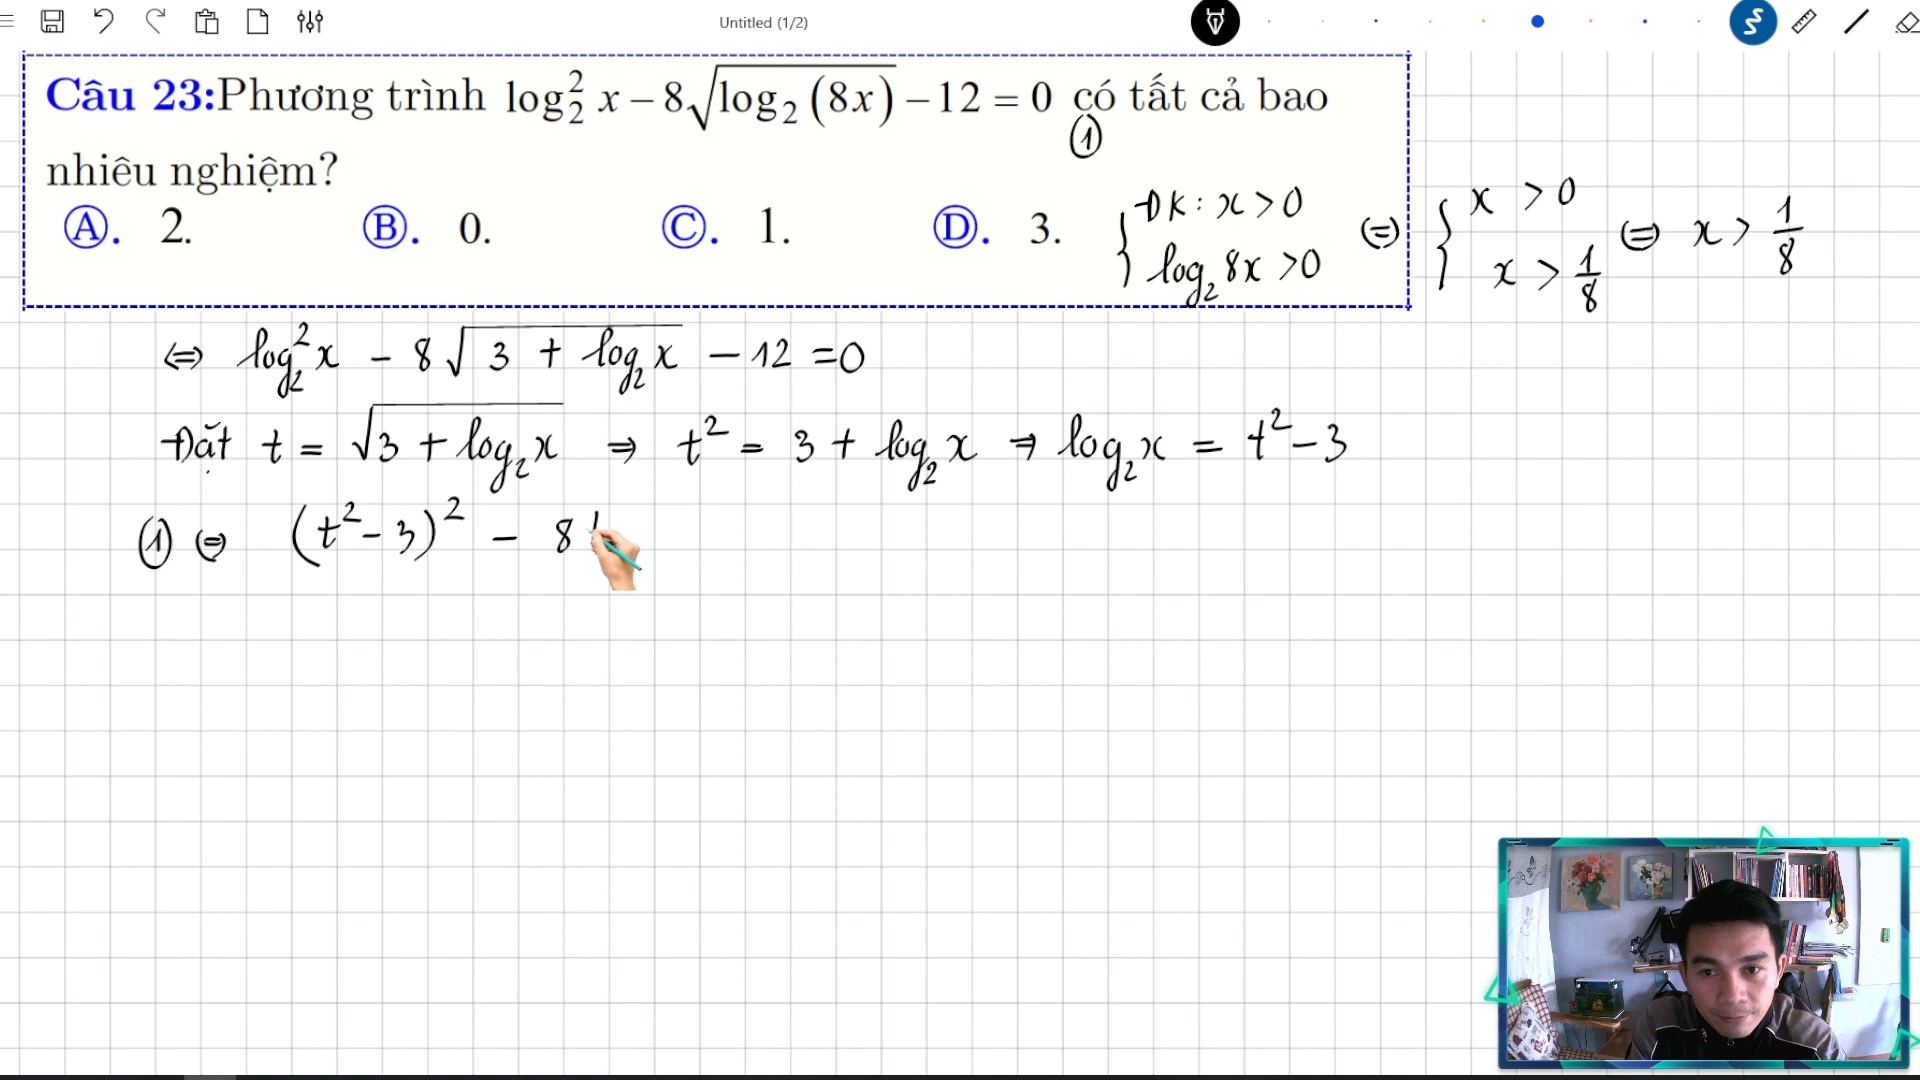 Untitled (1/2)
Câu 23:Phương trình log₂² x − 8√log₂ (8x) − 12 = 0 có tất cả bao
①
nhiêu nghiệm?
A. 2. B. 0. C. 1. D. 3.
{ ĐK : x > 0 ⇔ { x > 0 ⇔ x > 1/8
log₂ 8x > 0 x > 1/8
⇔ log₂² x − 8 √(3 + log₂ x) − 12 = 0
Đặt t = √(3 + log₂ x) ⇒ t² = 3 + log₂ x ⇒ log₂ x = t² − 3
① ⇔ (t² − 3)² − 8